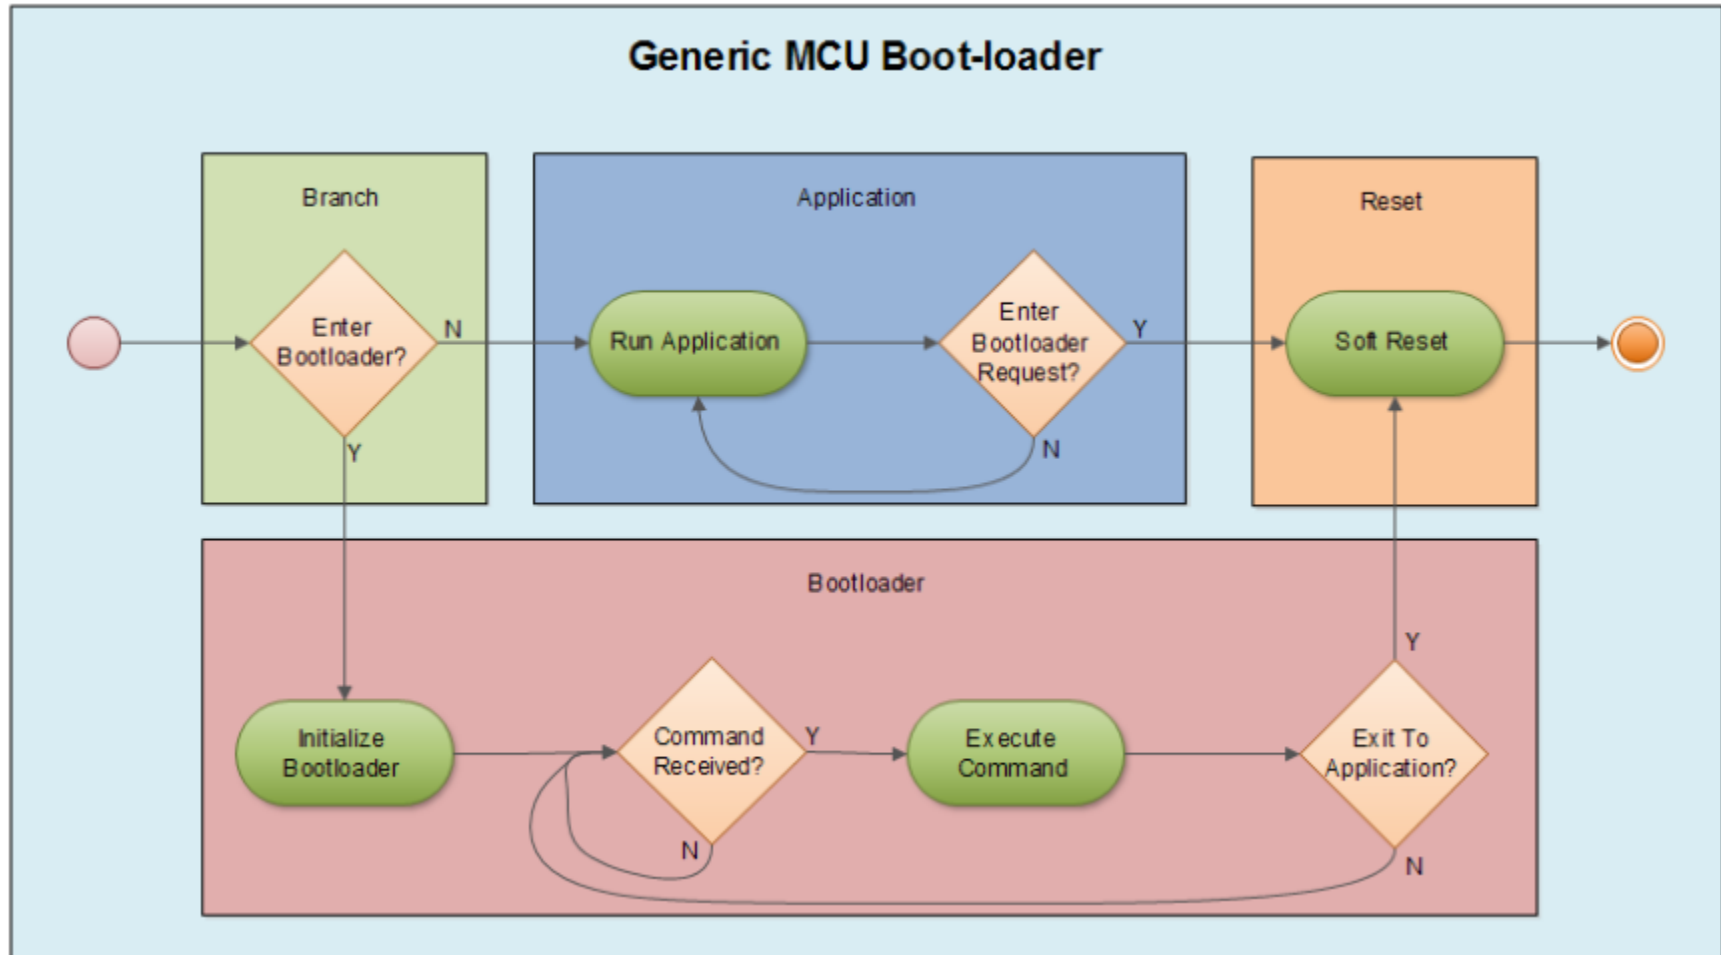 Generic MCU Boot-loader
Branch
Enter
Bootloader?
N
Y
Application
Run Application
Enter
Bootloader
Request?
Y
N
Reset
Soft Reset
Bootloader
Initialize
Bootloader
Command
Received?
Y
N
Execute
Command
Exit To
Application?
Y
N